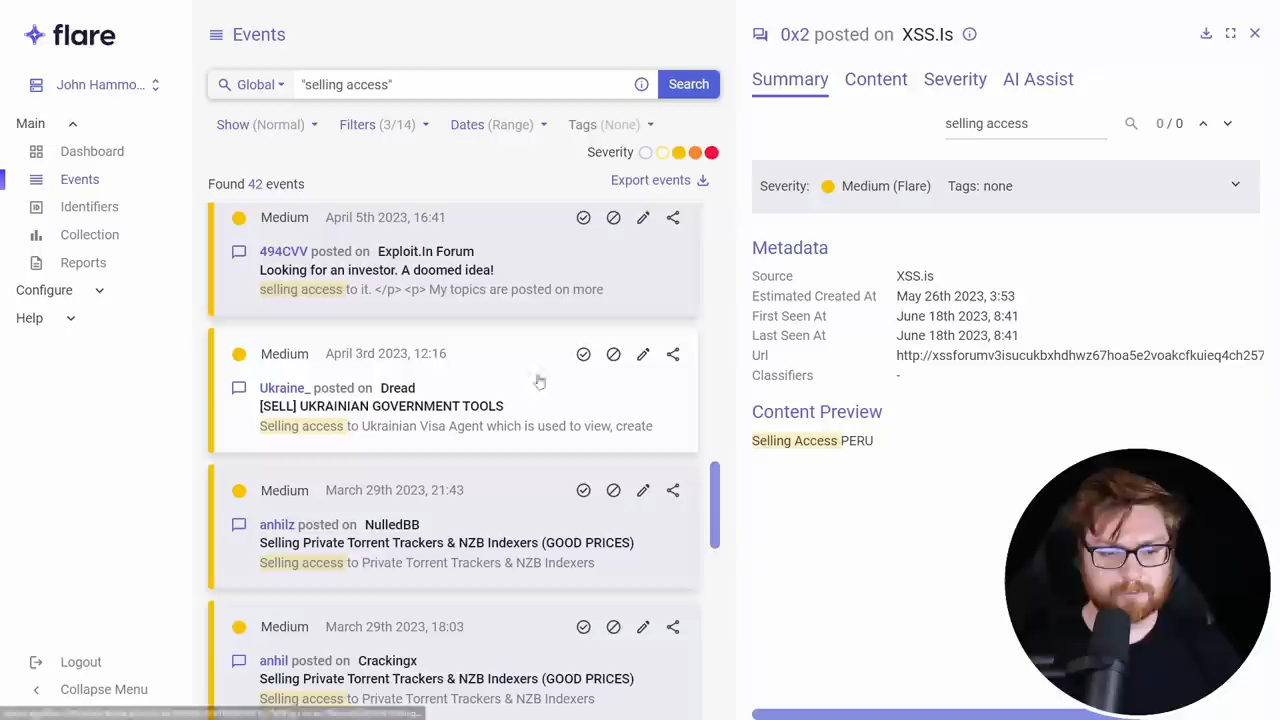 flare
John Hammo...
Main
Dashboard
Events
Identifiers
Collection
Reports
Configure
Help
Logout
Collapse Menu
Events
Global
"selling access"
Search
Show (Normal)
Filters (3/14)
Dates (Range)
Tags (None)
Severity
Found 42 events
Export events
Medium April 5th 2023, 16:41
494CVV posted on Exploit.In Forum
Looking for an investor. A doomed idea!
selling access to it. </p> <p> My topics are posted on more
Medium April 3rd 2023, 12:16
Ukraine_ posted on Dread
[SELL] UKRAINIAN GOVERNMENT TOOLS
Selling access to Ukrainian Visa Agent which is used to view, create
Medium March 29th 2023, 21:43
anhilz posted on NulledBB
Selling Private Torrent Trackers & NZB Indexers (GOOD PRICES)
Selling access to Private Torrent Trackers & NZB Indexers
Medium March 29th 2023, 18:03
anhil posted on Crackingx
Selling Private Torrent Trackers & NZB Indexers (GOOD PRICES)
Selling access to Private Torrent Trackers & NZB Indexers
0x2 posted on XSS.Is
Summary Content Severity AI Assist
selling access 0 / 0
Severity: Medium (Flare) Tags: none
Metadata
Source XSS.is
Estimated Created At May 26th 2023, 3:53
First Seen At June 18th 2023, 8:41
Last Seen At June 18th 2023, 8:41
Url http://xssforumv3isucukbxhdhwz67hoa5e2voakcfkuieq4ch257
Classifiers -
Content Preview
Selling Access PERU